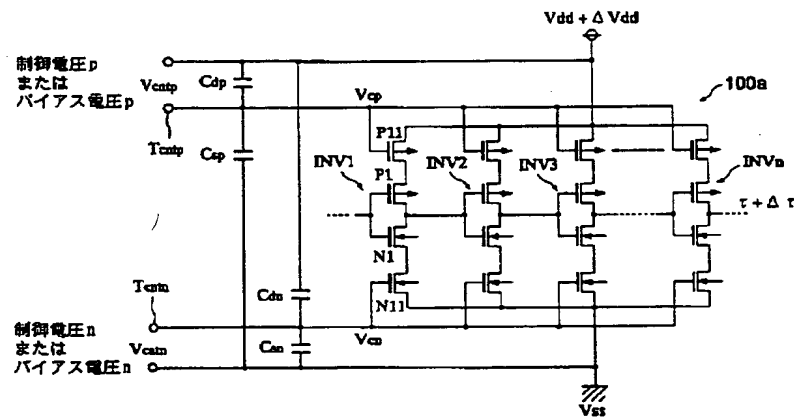 Vdd + Δ Vdd
制御電圧p
または
バイアス電圧p
Vcntp
Cdp
100a
Vcp
Tcntp
Csp
P11
INV1
INV2
INV3
INVn
P1
τ + Δ τ
N1
Tcntn
Cdn
N11
制御電圧n
または
バイアス電圧n
Vcntn
Csn
Vcn
Vss